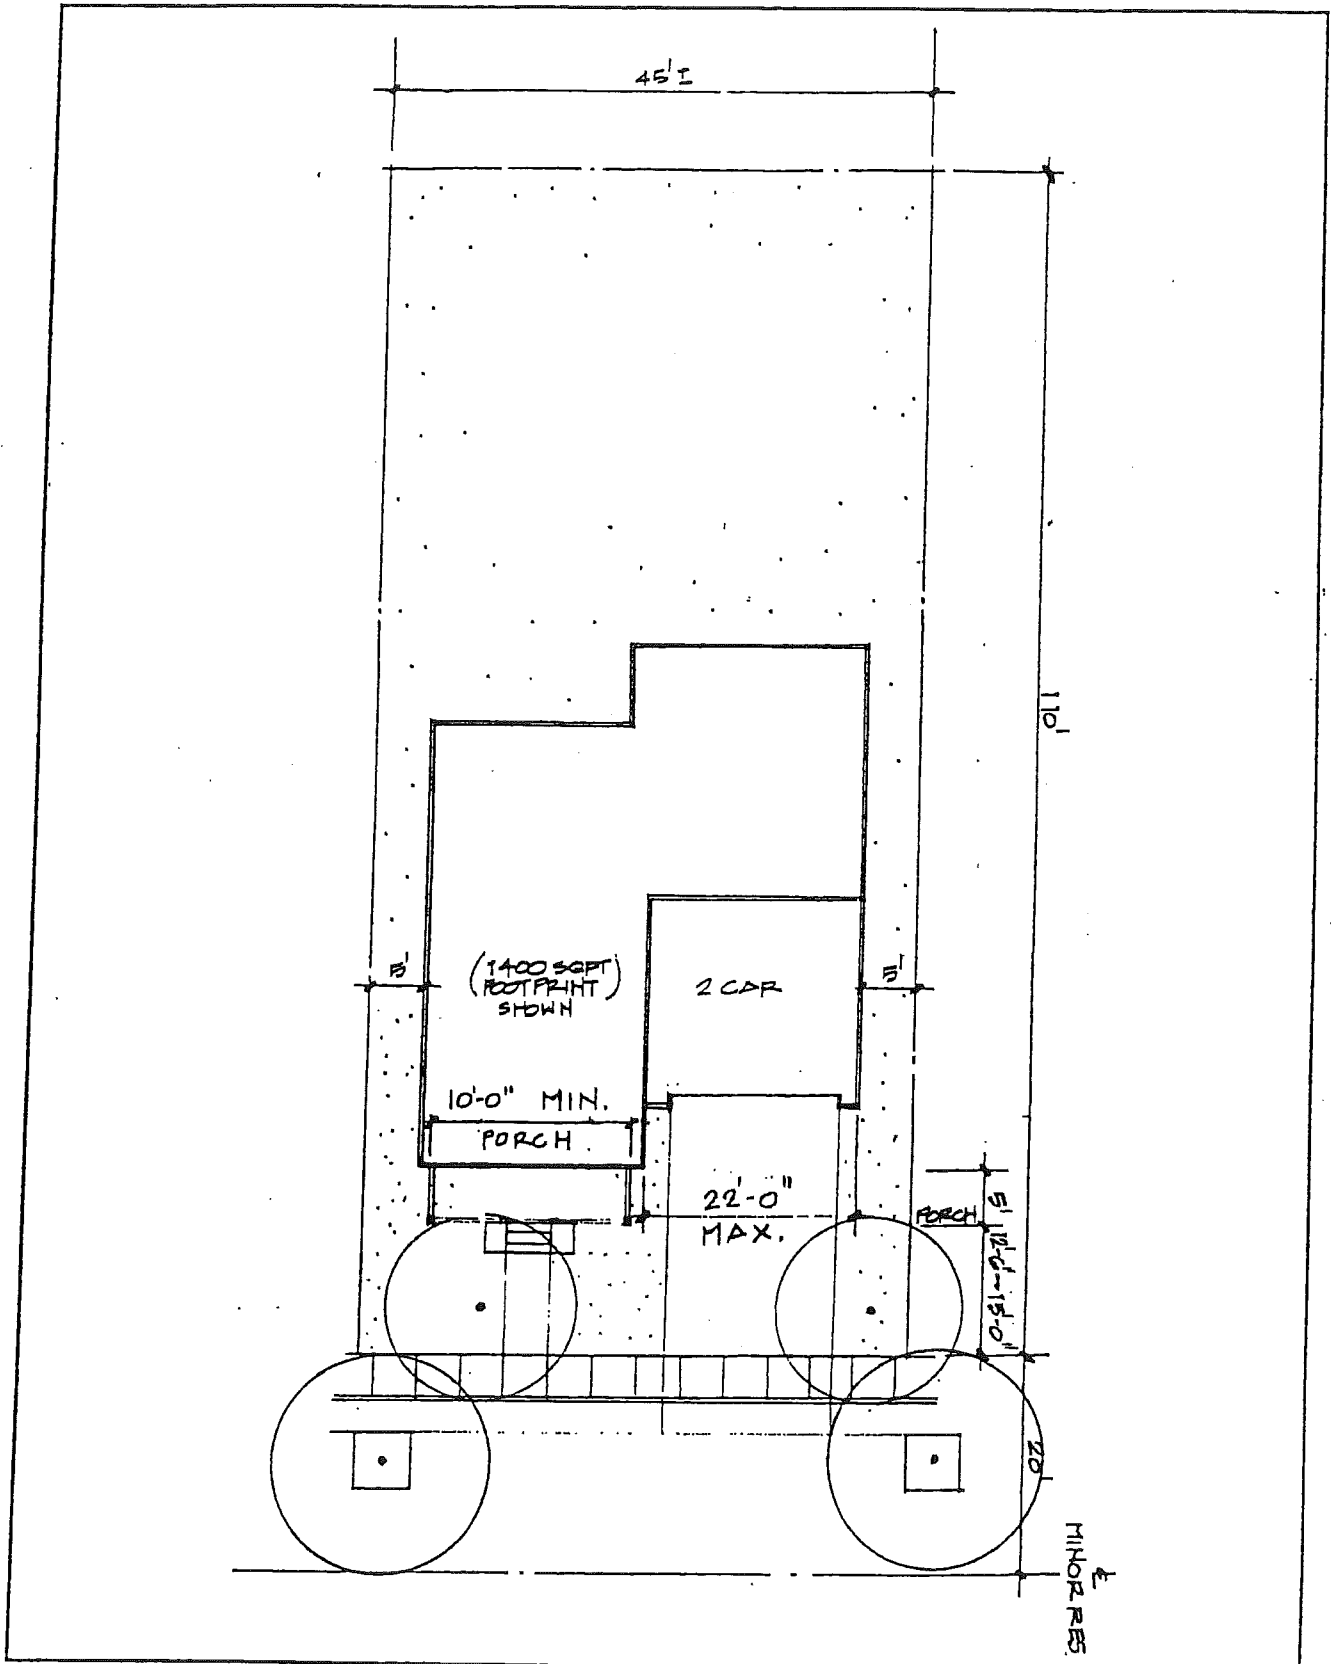 45'±
110'
5'
(1400 SQFT)
FOOTPRINT
SHOWN
2 CAR
5'
10'-0" MIN.
PORCH
22'-0"
MAX.
PORCH
5'
12'-6"-15'-0"
20'
℄
MINOR RES.